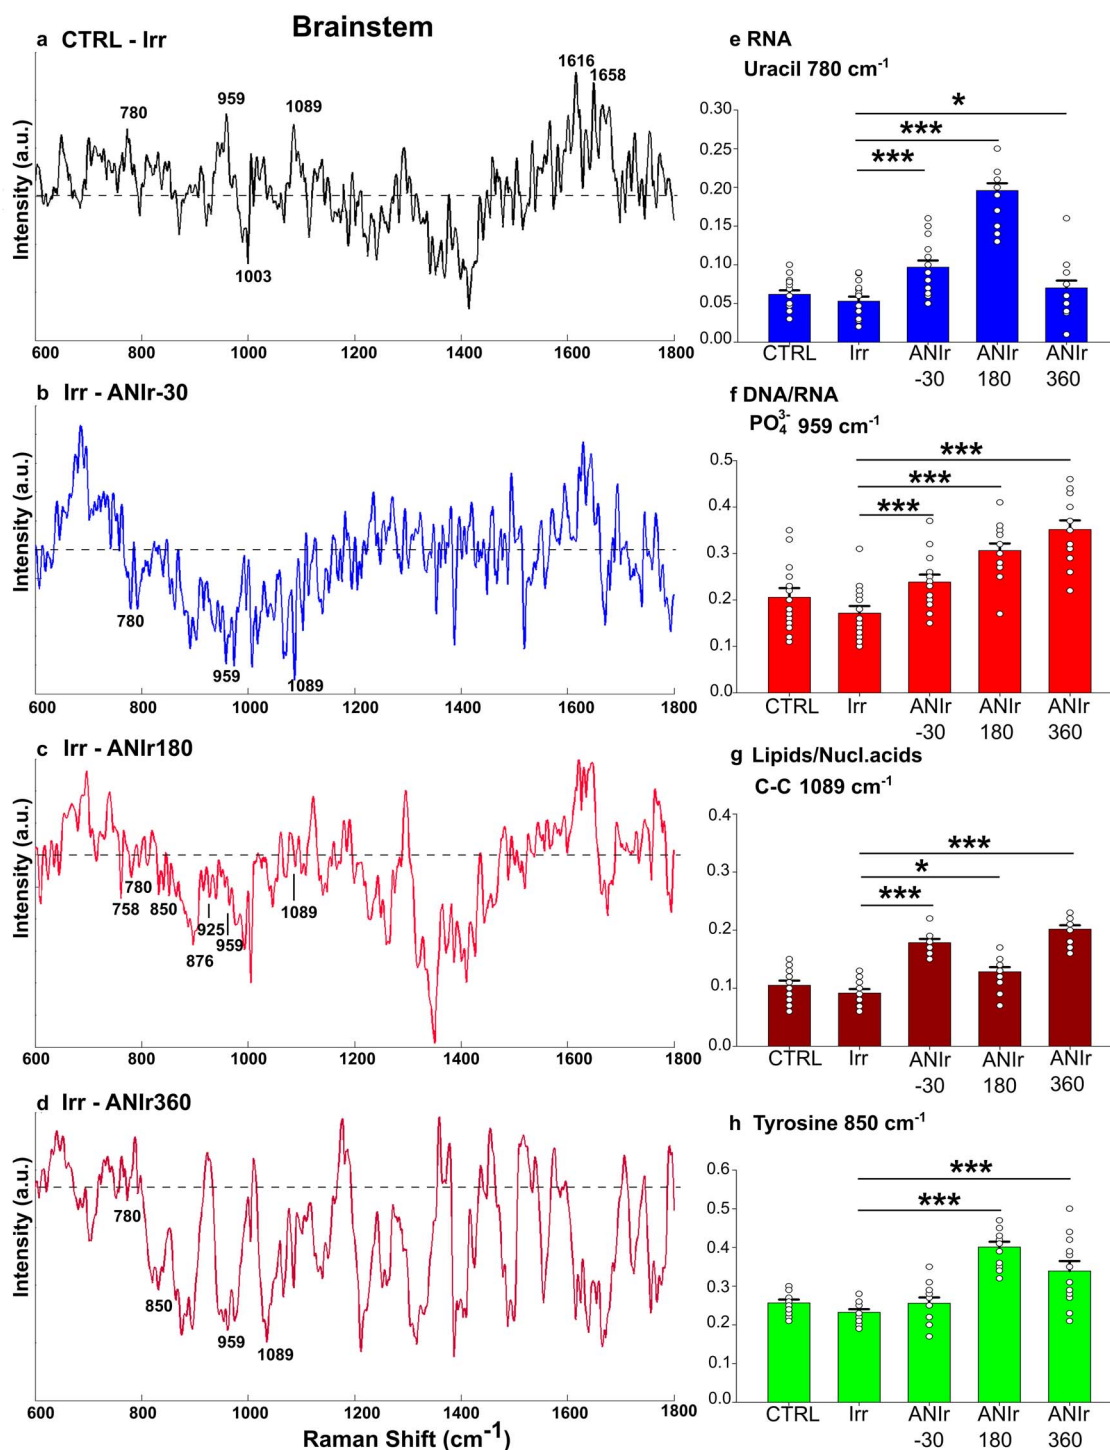 Brainstem
a CTRL - Irr
Intensity (a.u.)
780
959
1089
1616
1658
1003
600 800 1000 1200 1400 1600 1800
b Irr - ANIr-30
Intensity (a.u.)
780
959
1089
600 800 1000 1200 1400 1600 1800
c Irr - ANIr180
Intensity (a.u.)
780
758
850
925
959
876
1089
600 800 1000 1200 1400 1600 1800
d Irr - ANIr360
Intensity (a.u.)
780
850
959
1089
600 800 1000 1200 1400 1600 1800
Raman Shift (cm⁻¹)
e RNA
Uracil 780 cm⁻¹
*
***
***
0.30
0.25
0.20
0.15
0.10
0.05
0.00
CTRL Irr ANIr ANIr ANIr
-30 180 360
f DNA/RNA
PO₄³⁻ 959 cm⁻¹
***
***
***
0.5
0.4
0.3
0.2
0.1
0.0
CTRL Irr ANIr ANIr ANIr
-30 180 360
g Lipids/Nucl.acids
C-C 1089 cm⁻¹
***
*
***
0.4
0.3
0.2
0.1
0.0
CTRL Irr ANIr ANIr ANIr
-30 180 360
h Tyrosine 850 cm⁻¹
***
***
0.6
0.5
0.4
0.3
0.2
0.1
0.0
CTRL Irr ANIr ANIr ANIr
-30 180 360